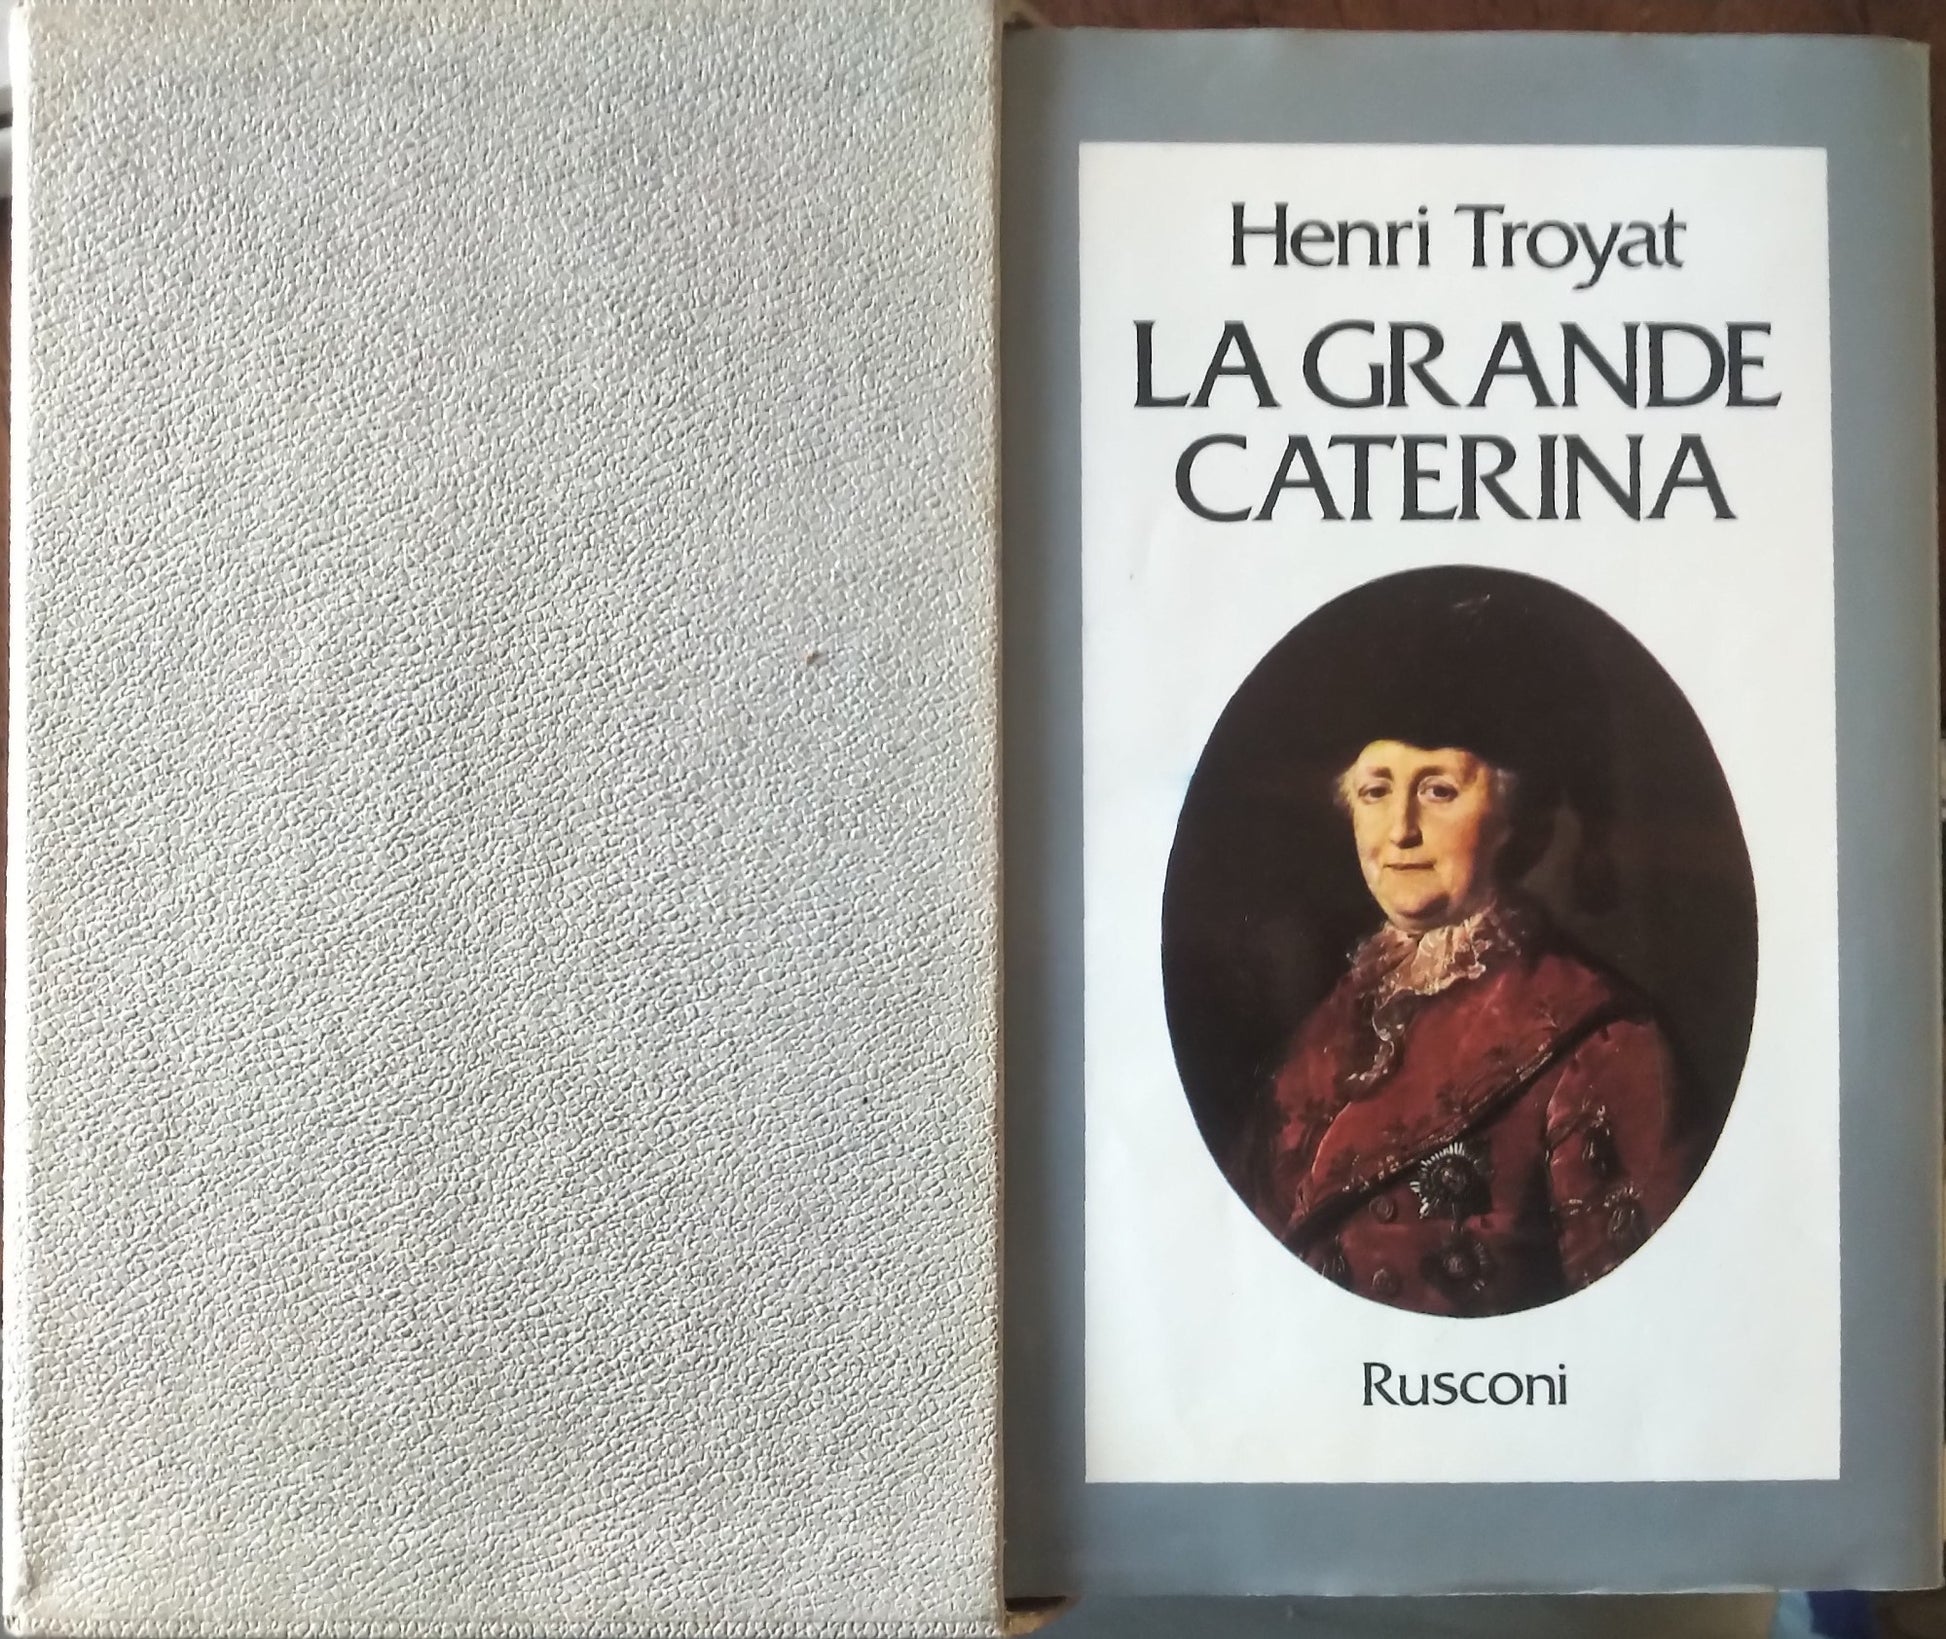 Henri Troyat
LA GRANDE
CATERINA
Rusconi